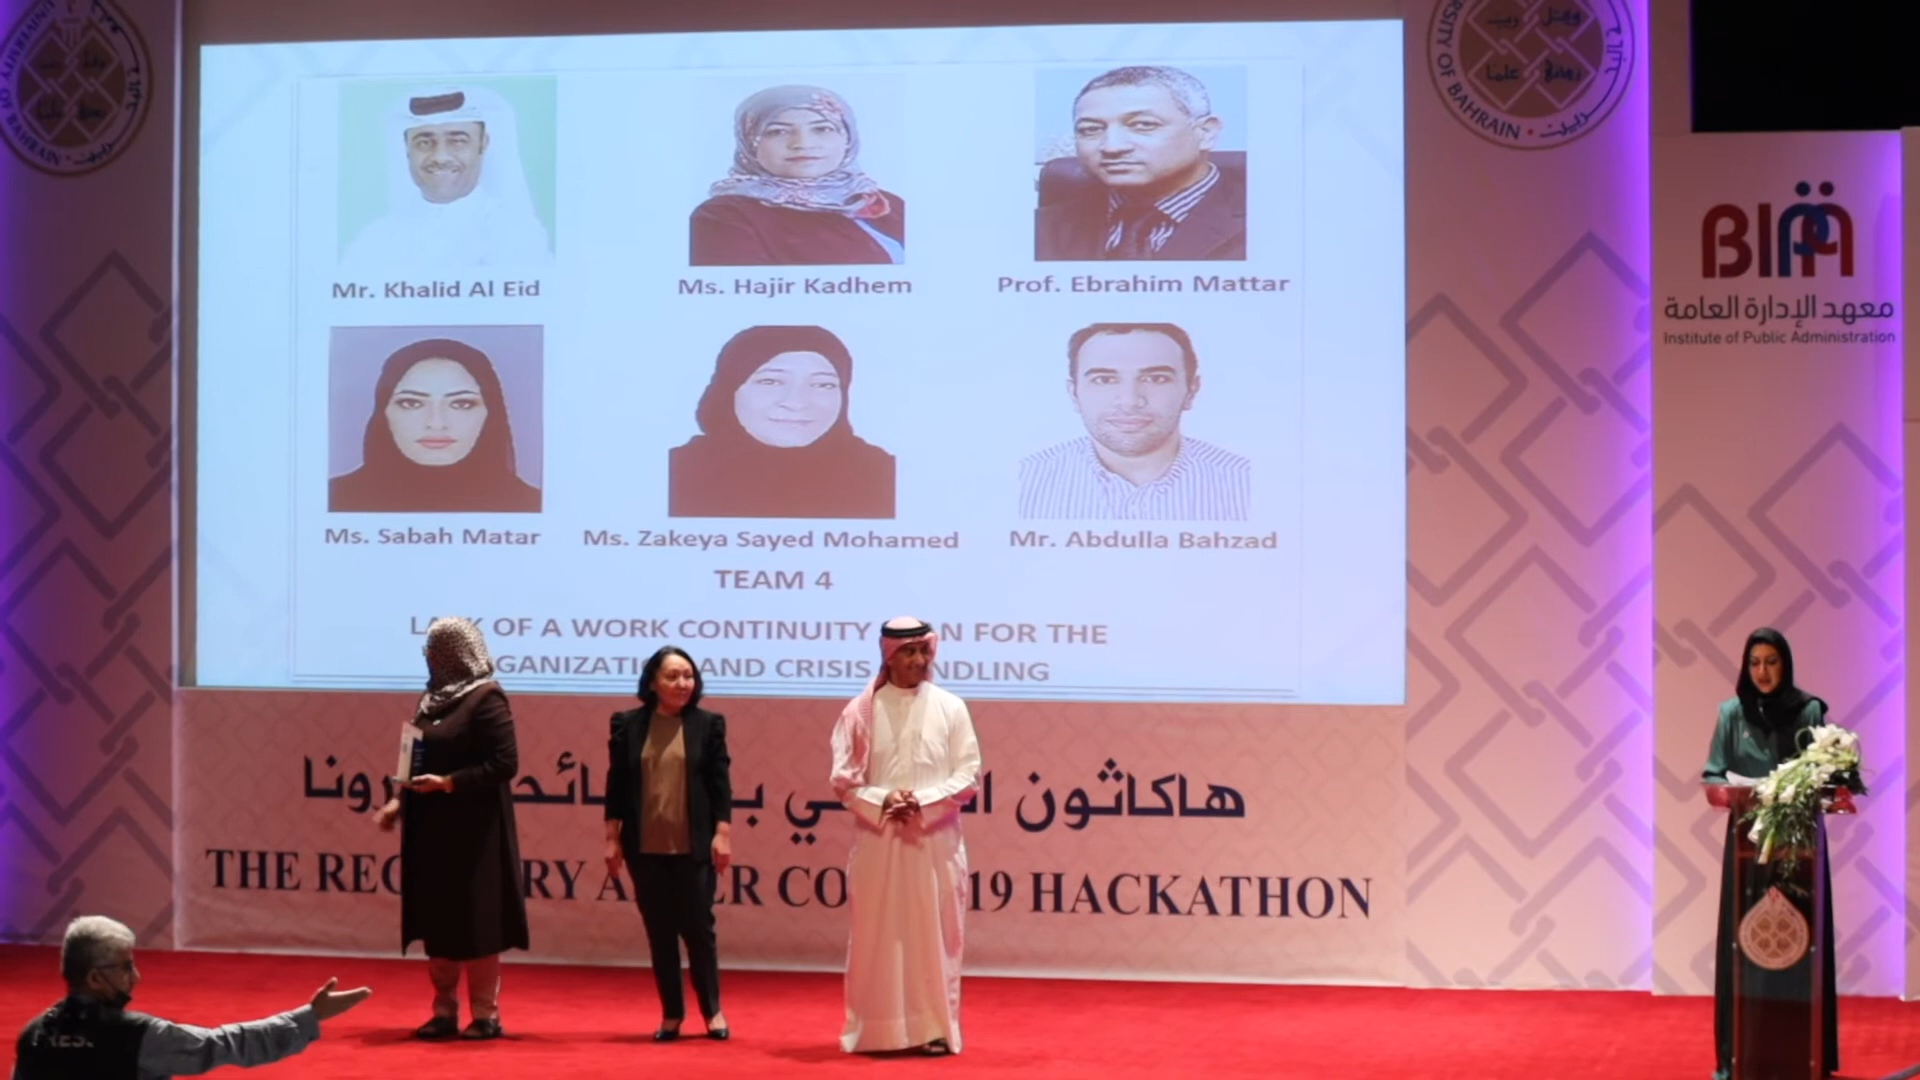 Mr. Khalid Al Eid
Ms. Hajir Kadhem
Prof. Ebrahim Mattar
Ms. Sabah Matar
Ms. Zakeya Sayed Mohamed
Mr. Abdulla Bahzad
TEAM 4
OF A WORK CONTINUITY FOR THE
AND CRISIS
هاكاثون
THE HACKATHON
BIPA
معهد الإدارة العامة
Institute of Public Administration
OF BAHRAIN